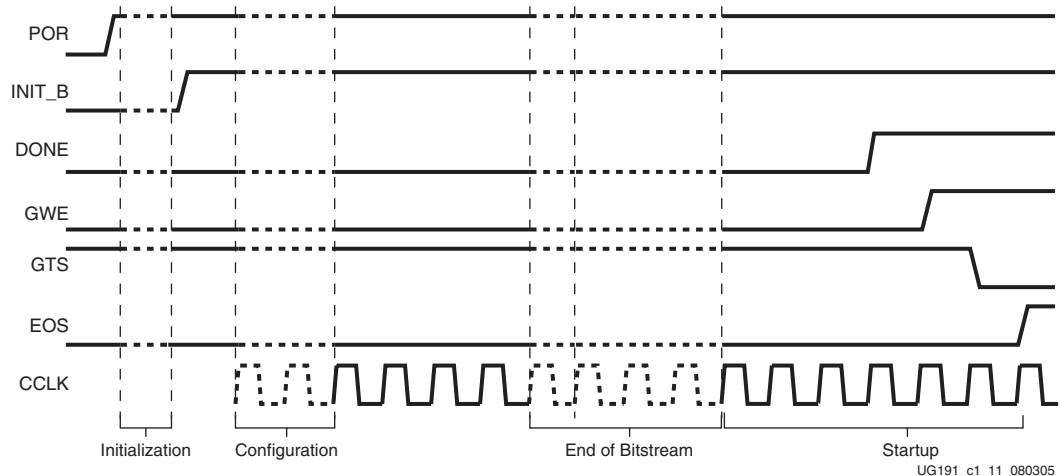 POR
INIT_B
DONE
GWE
GTS
EOS
CCLK
Initialization
Configuration
End of Bitstream
Startup
UG191_c1_11_080305